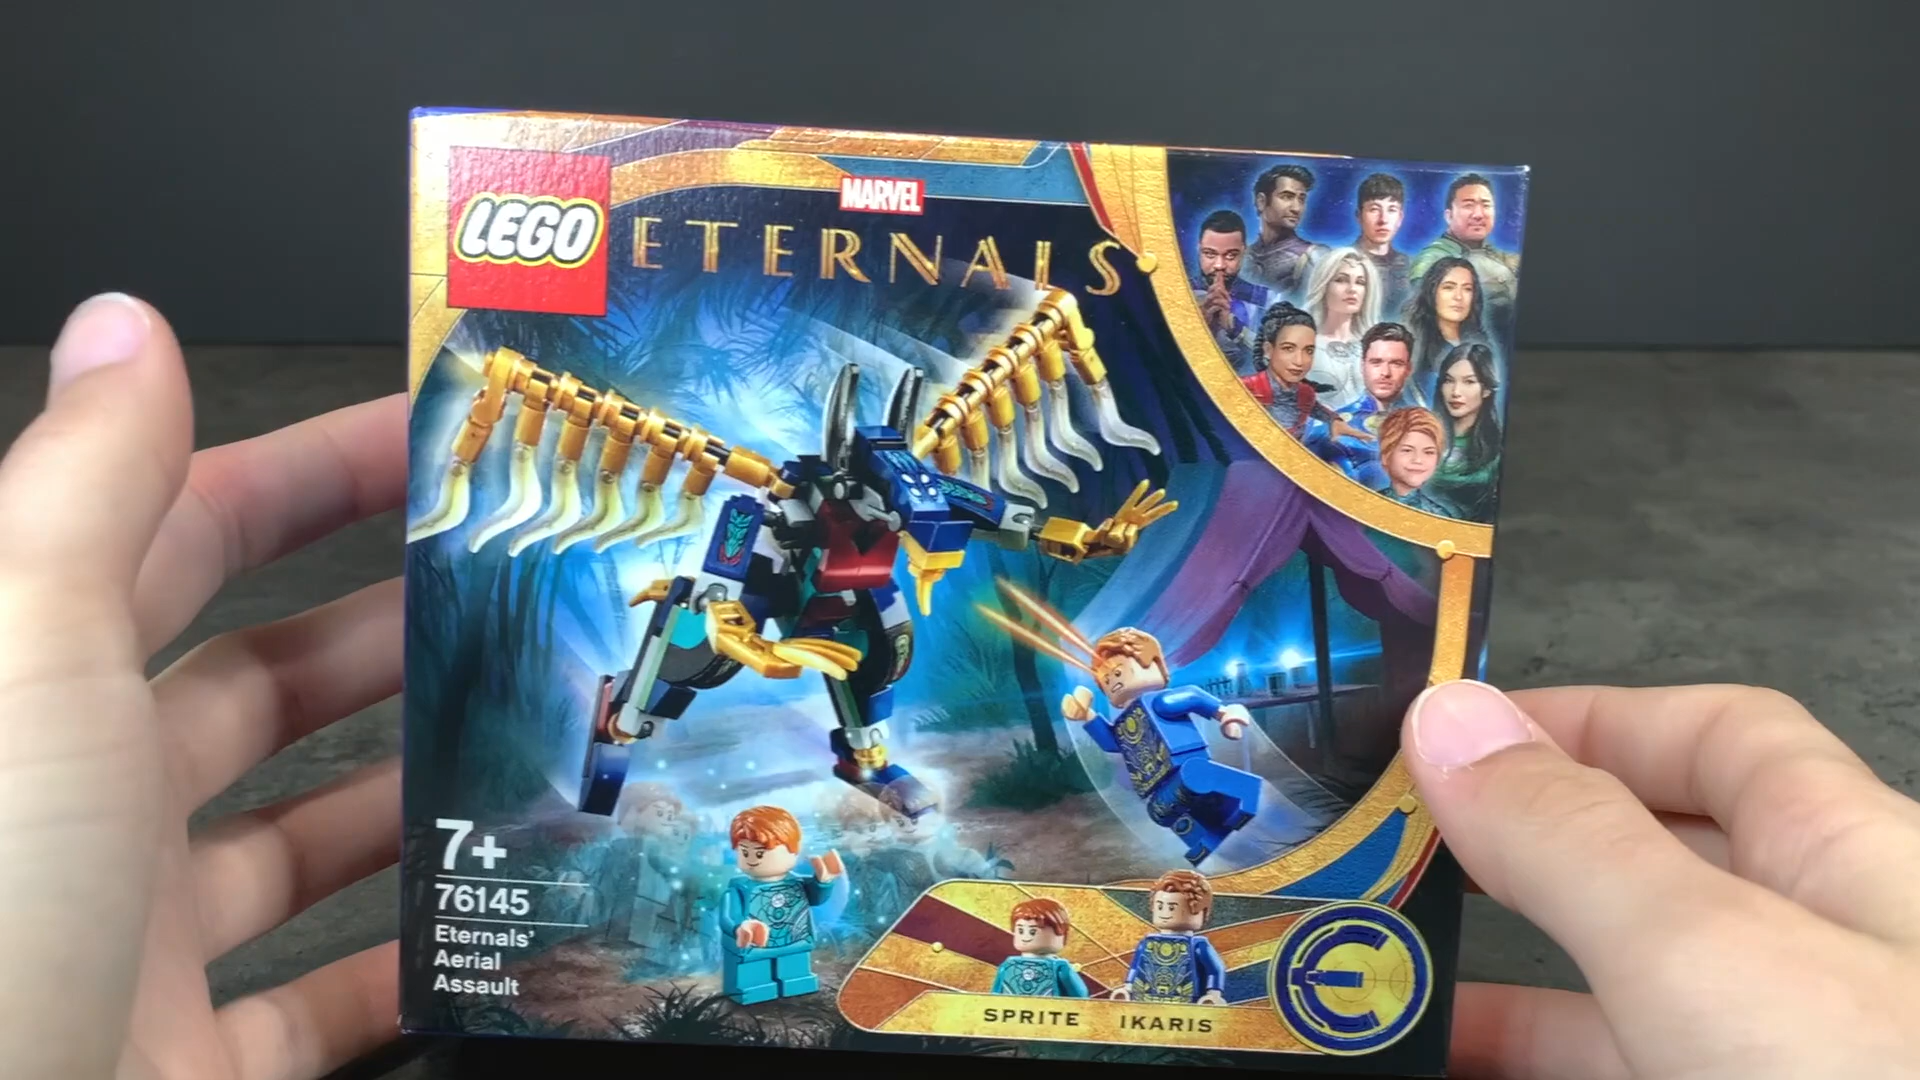 LEGO
MARVEL
ETERNALS
7+
76145
Eternals’
Aerial
Assault
SPRITE IKARIS